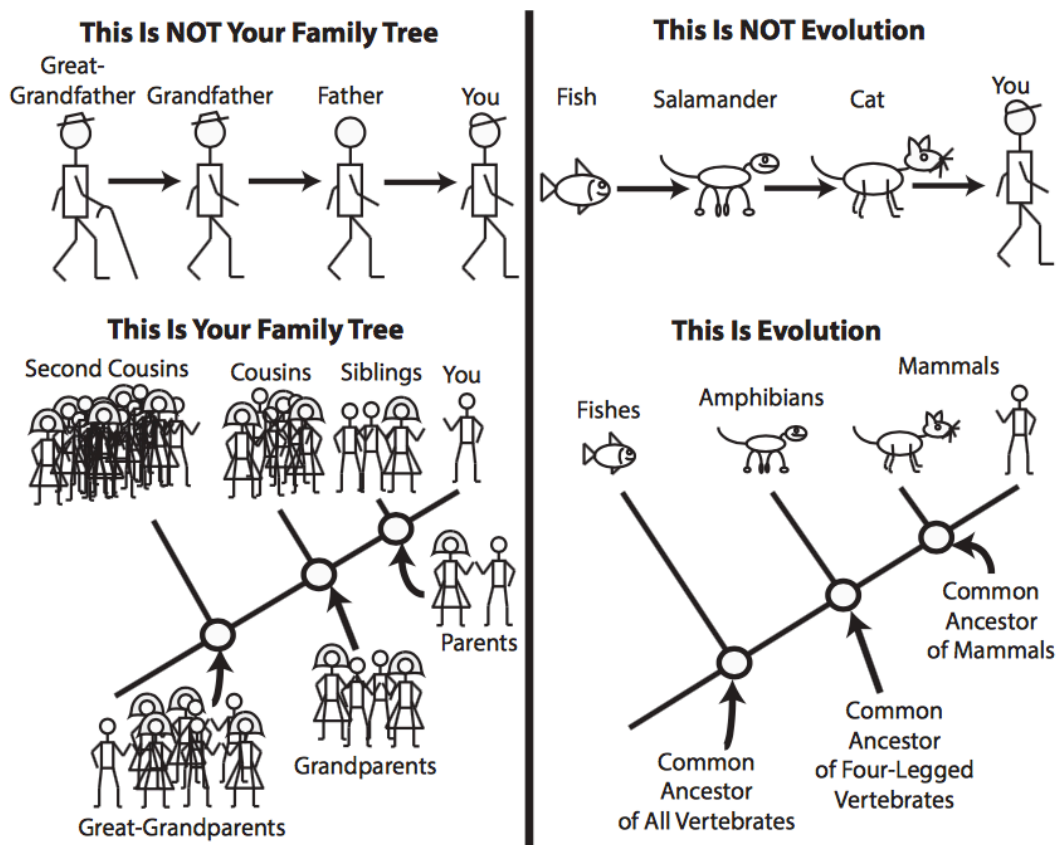 This Is NOT Your Family Tree
Great-
Grandfather
Grandfather
Father
You
This Is NOT Evolution
Fish
Salamander
Cat
You
This Is Your Family Tree
Second Cousins
Cousins
Siblings
You
Parents
Grandparents
Great-Grandparents
This Is Evolution
Fishes
Amphibians
Mammals
Common
Ancestor
of Mammals
Common
Ancestor
of Four-Legged
Vertebrates
Common
Ancestor
of All Vertebrates